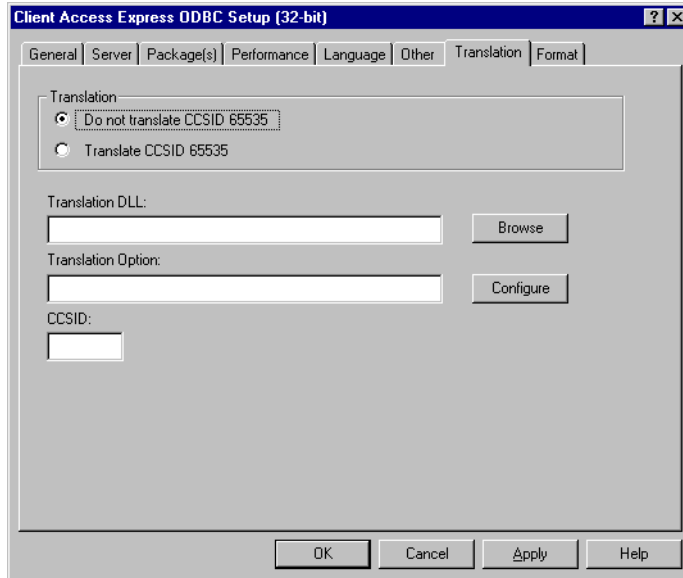 Client Access Express ODBC Setup (32-bit)
General Server Package(s) Performance Language Other Translation Format
Translation
Do not translate CCSID 65535
Translate CCSID 65535
Translation DLL:
Browse
Translation Option:
Configure
CCSID:
OK Cancel Apply Help